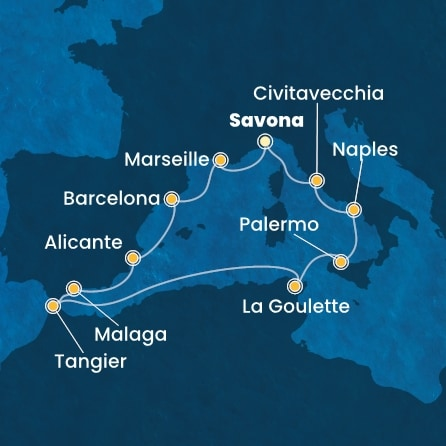 Civitavecchia
Savona
Naples
Marseille
Barcelona
Palermo
Alicante
La Goulette
Malaga
Tangier